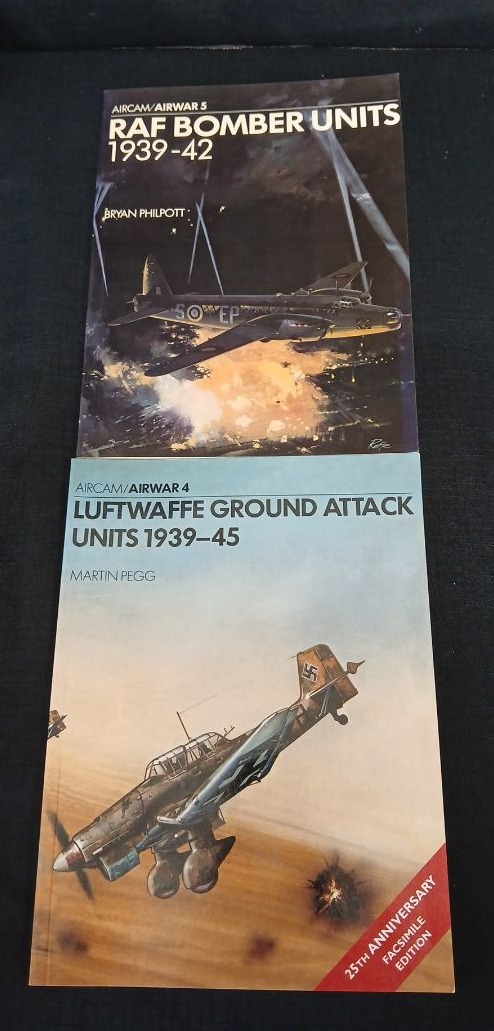 AIRCAM/AIRWAR 5
RAF BOMBER UNITS
1939-42
BRYAN PHILPOTT
S EP
AIRCAM/AIRWAR 4
LUFTWAFFE GROUND ATTACK
UNITS 1939–45
MARTIN PEGG
25TH ANNIVERSARY
FACSIMILE
EDITION